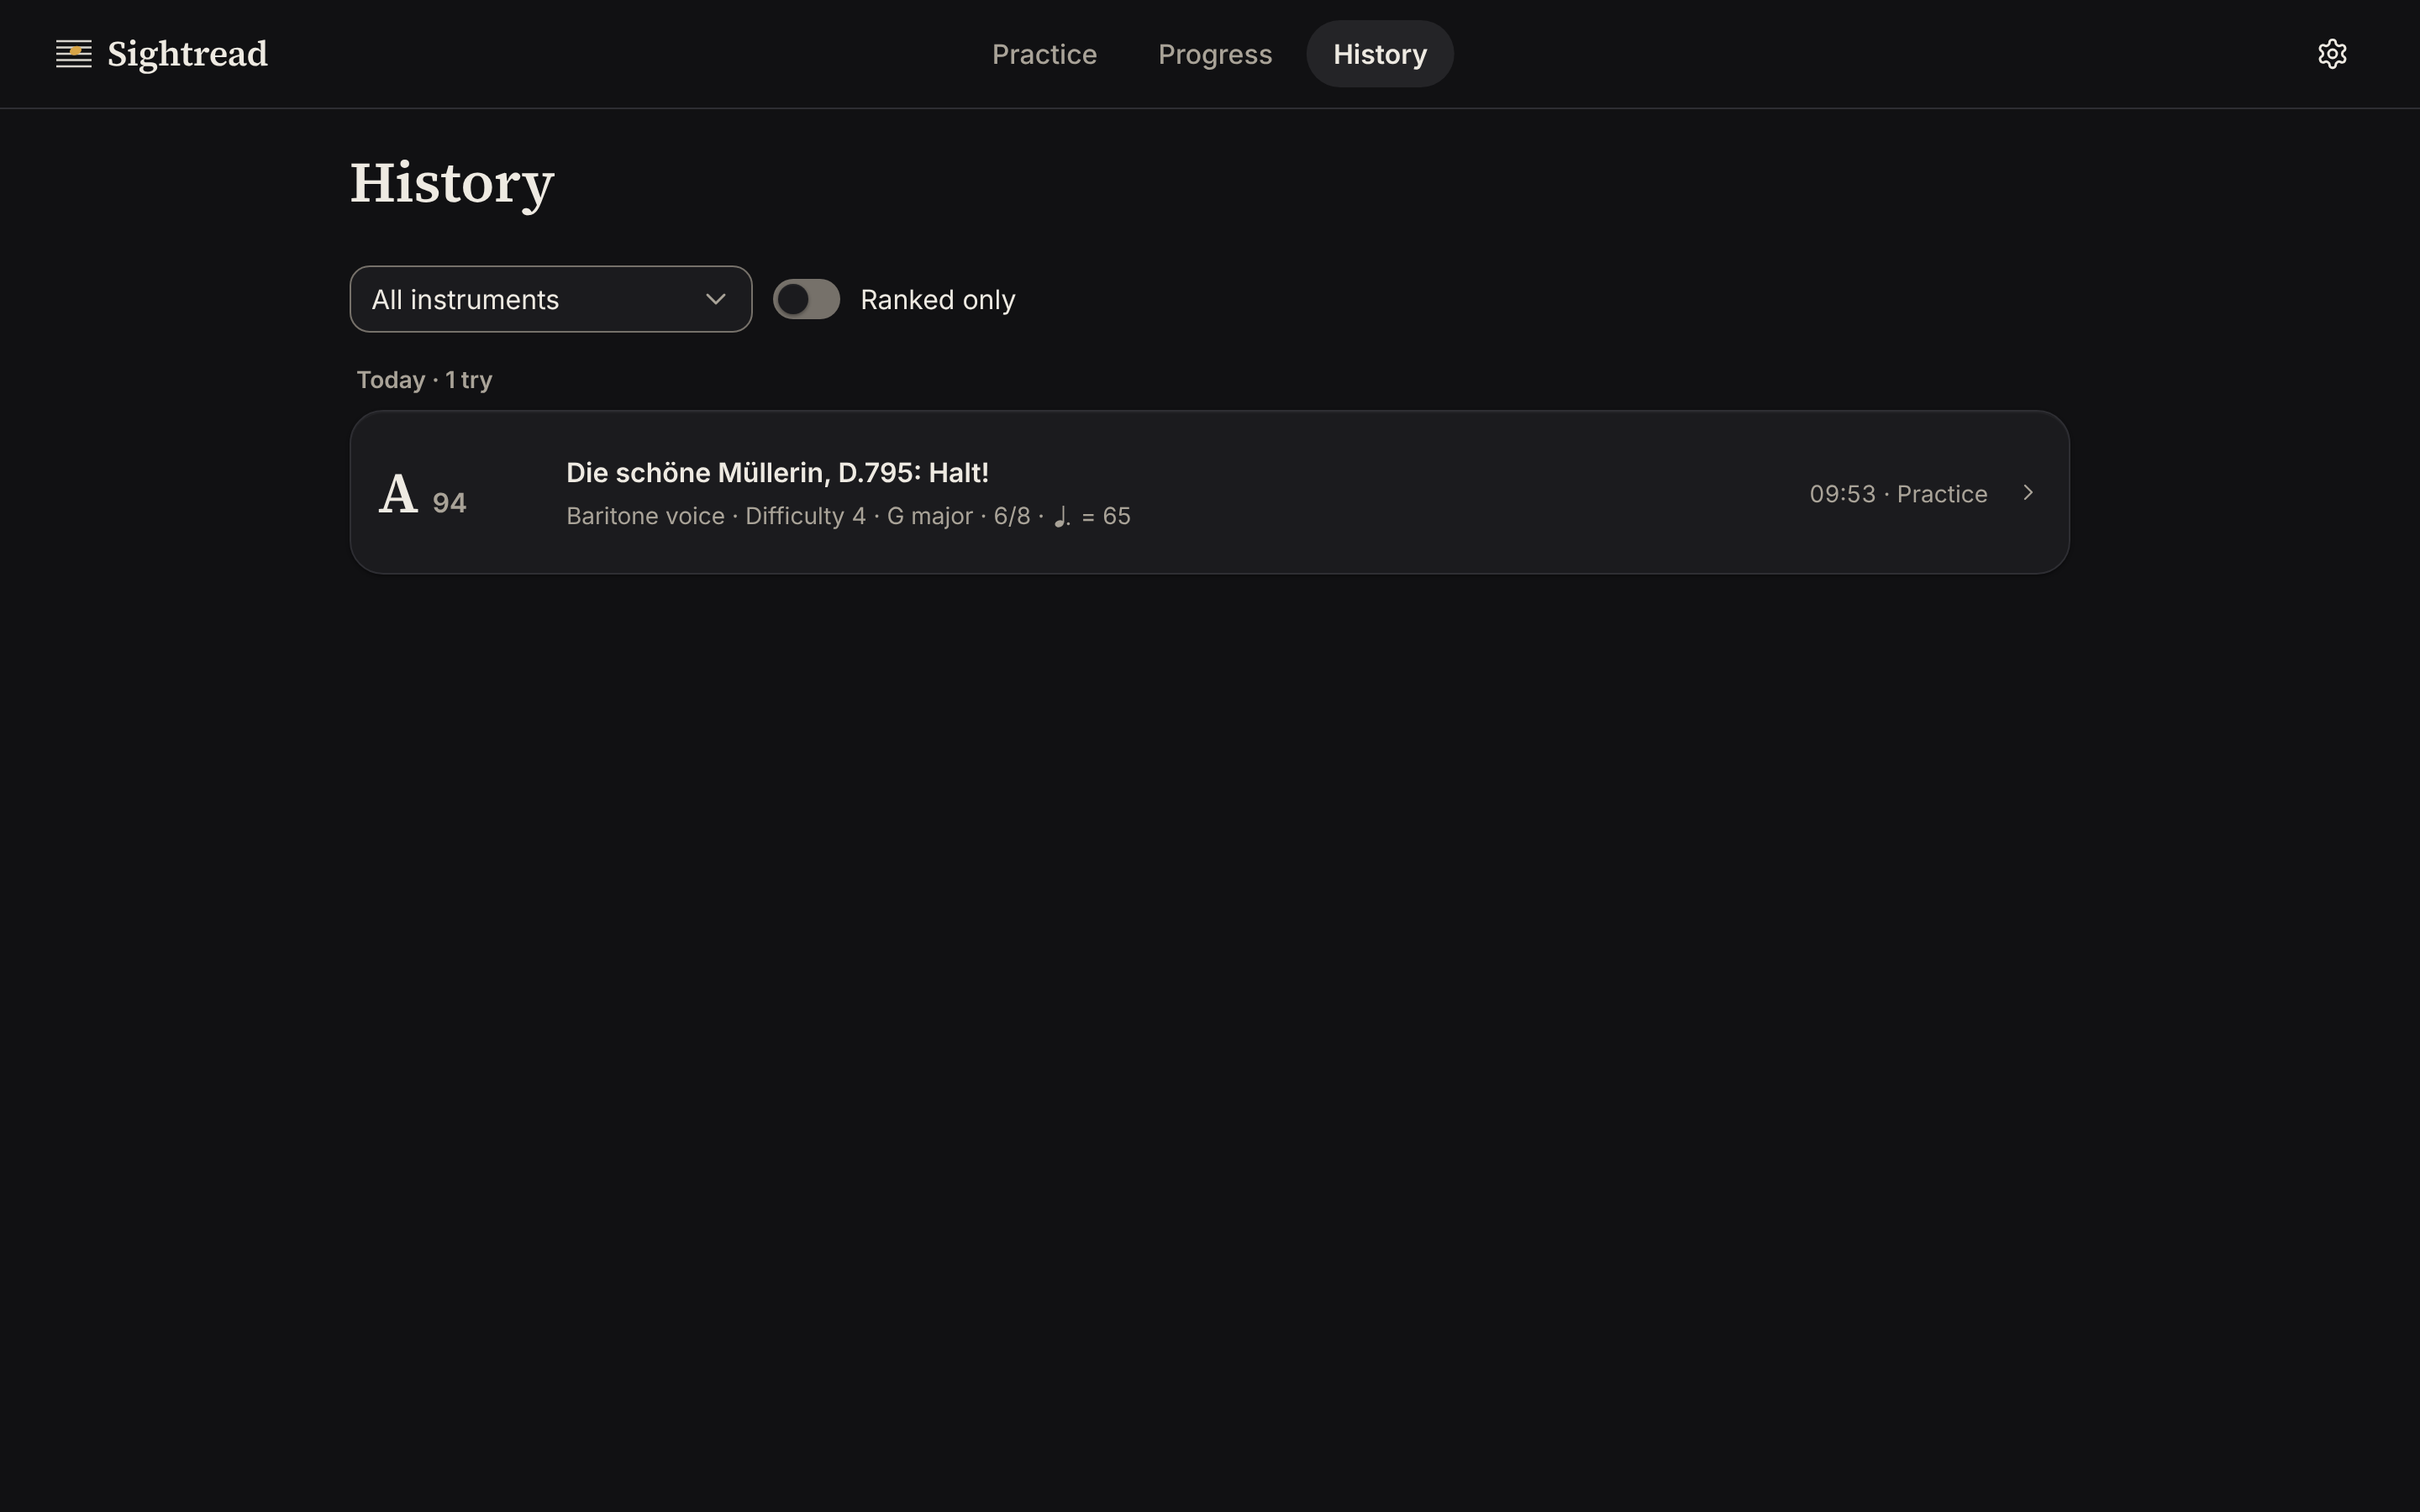 Sightread
Practice Progress History
History
All instruments
Ranked only
Today · 1 try
A 94
Die schöne Müllerin, D.795: Halt!
Baritone voice · Difficulty 4 · G major · 6/8 · ♩. = 65
09:53 · Practice